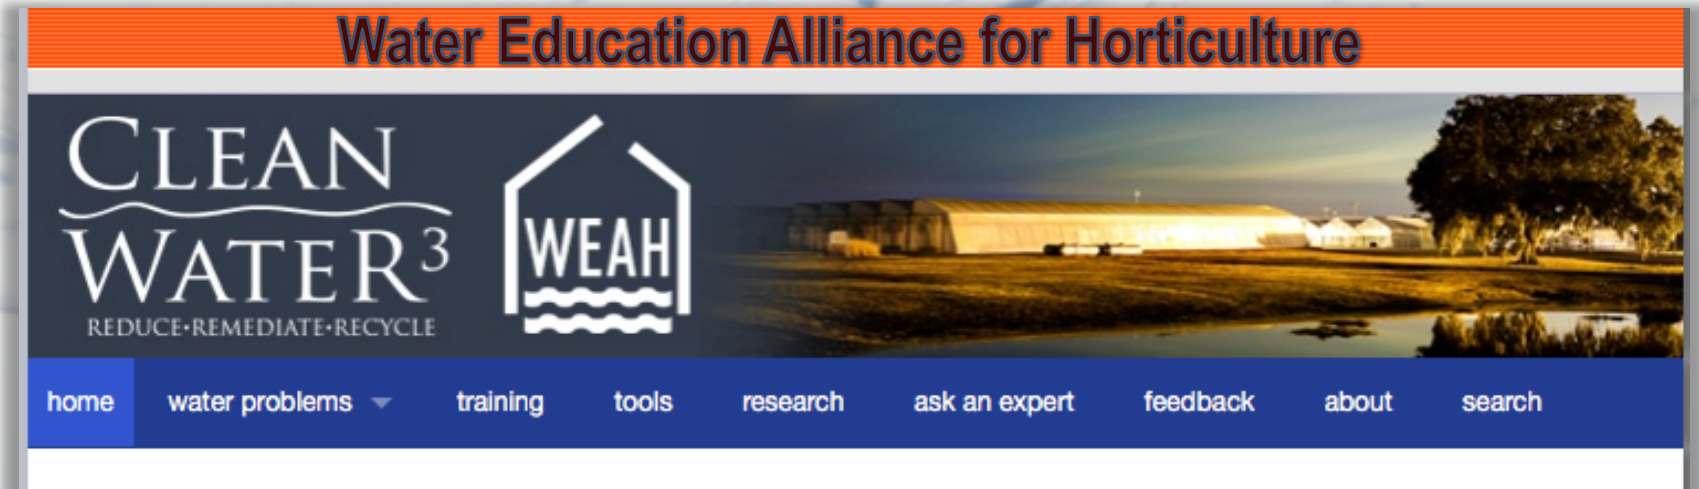 Water Education Alliance for Horticulture
CLEAN
WATER³
REDUCE•REMEDIATE•RECYCLE
WEAH
home water problems training tools research ask an expert feedback about search